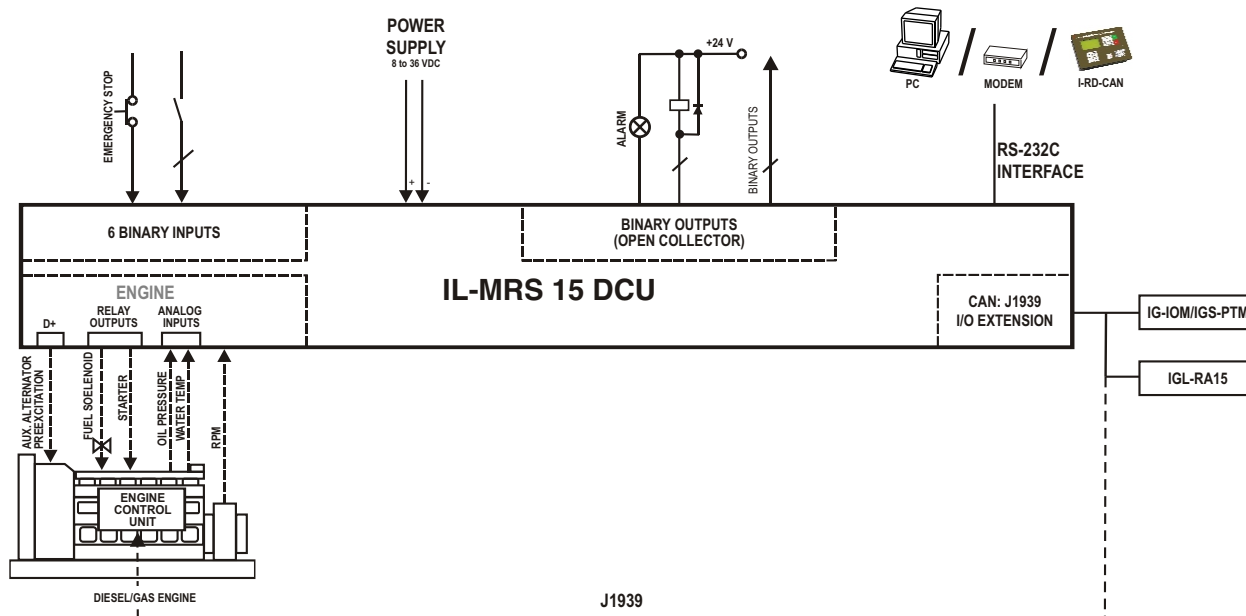 POWER
SUPPLY
8 to 36 VDC
+24 V
PC
MODEM
I-RD-CAN
EMERGENCY STOP
ALARM
BINARY OUTPUTS
RS-232C
INTERFACE
+ -
6 BINARY INPUTS
BINARY OUTPUTS
(OPEN COLLECTOR)
IL-MRS 15 DCU
ENGINE
D+
RELAY
OUTPUTS
ANALOG
INPUTS
CAN: J1939
I/O EXTENSION
IG-IOM/IGS-PTM
IGL-RA15
AUX. ALTERNATOR
PREEXCITATION
FUEL SOELENOID
STARTER
OIL PRESSURE
WATER TEMP
RPM
ENGINE
CONTROL
UNIT
DIESEL/GAS ENGINE
J1939